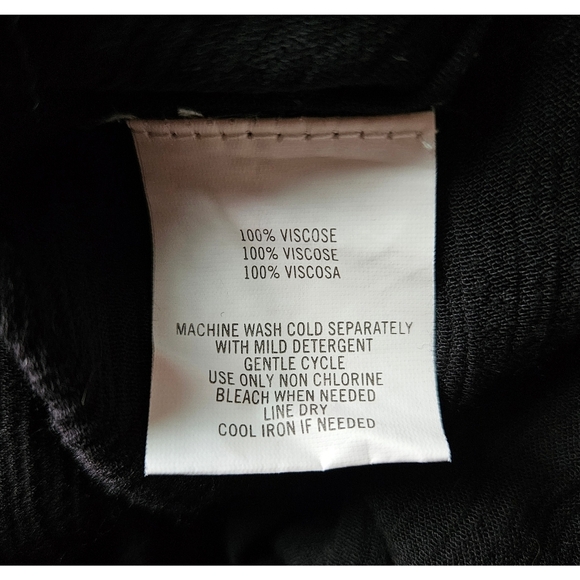 100% VISCOSE
100% VISCOSE
100% VISCOSA
MACHINE WASH COLD SEPARATELY
WITH MILD DETERGENT
GENTLE CYCLE
USE ONLY NON CHLORINE
BLEACH WHEN NEEDED
LINE DRY
COOL IRON IF NEEDED